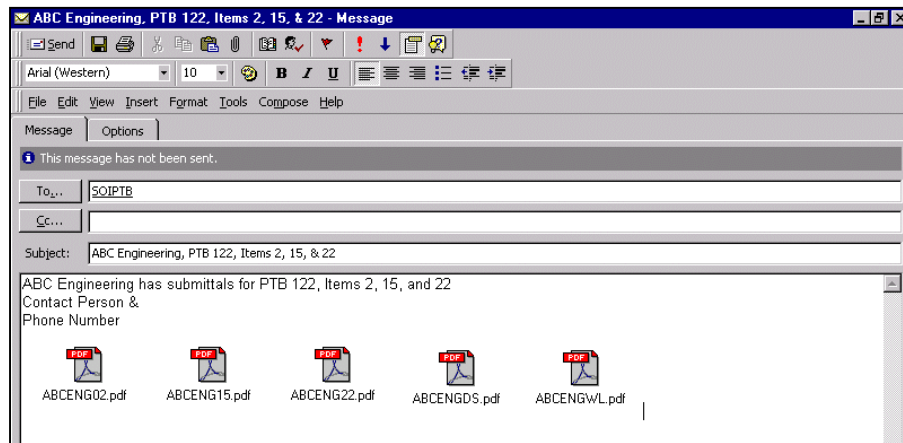 ABC Engineering, PTB 122, Items 2, 15, & 22 - Message
Send
Arial (Western) 10 B I U
File Edit View Insert Format Tools Compose Help
Message Options
This message has not been sent.
To... SOIPTB
Cc...
Subject: ABC Engineering, PTB 122, Items 2, 15, & 22
ABC Engineering has submittals for PTB 122, Items 2, 15, and 22
Contact Person &
Phone Number
PDF PDF PDF PDF PDF
ABCENG02.pdf ABCENG15.pdf ABCENG22.pdf ABCENGDS.pdf ABCENGWL.pdf